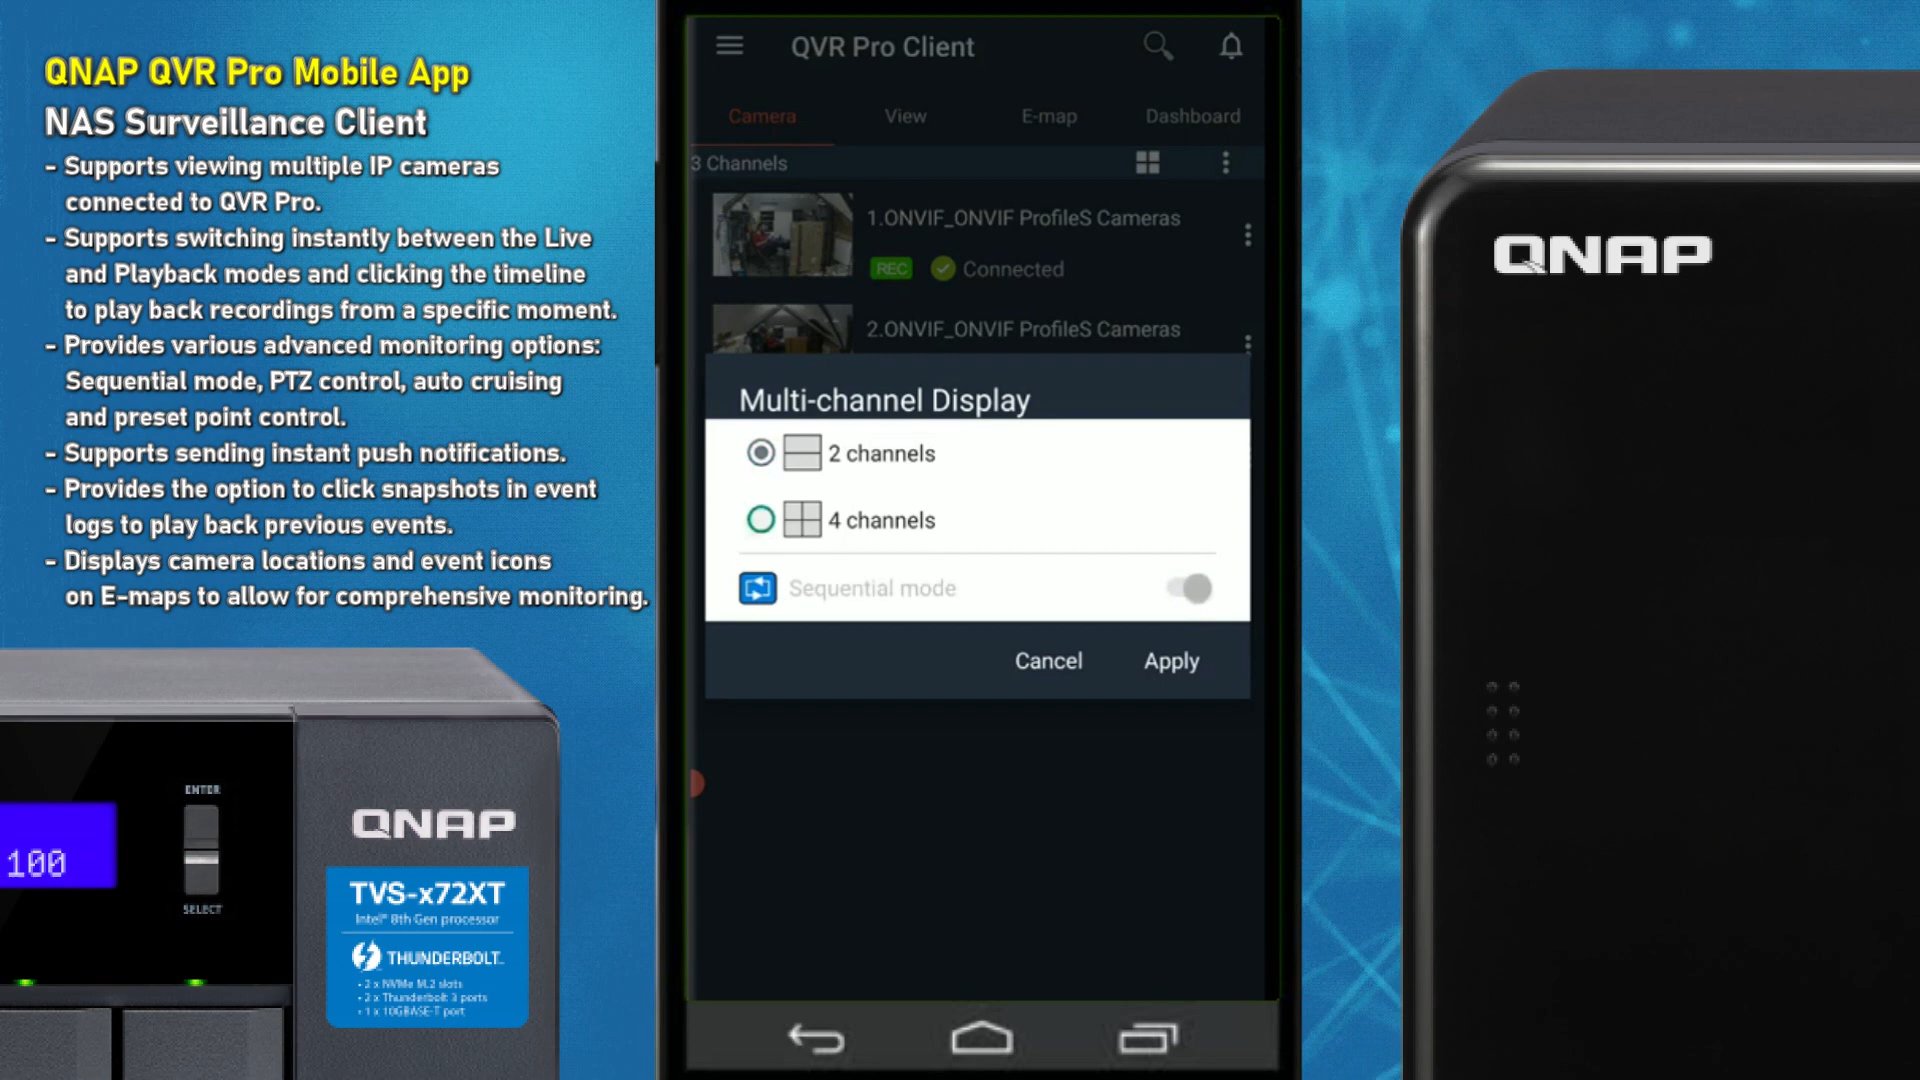 QNAP QVR Pro Mobile App
NAS Surveillance Client
- Supports viewing multiple IP cameras
connected to QVR Pro.
- Supports switching instantly between the Live
and Playback modes and clicking the timeline
to play back recordings from a specific moment.
- Provides various advanced monitoring options:
Sequential mode, PTZ control, auto cruising
and preset point control.
- Supports sending instant push notifications.
- Provides the option to click snapshots in event
logs to play back previous events.
- Displays camera locations and event icons
on E-maps to allow for comprehensive monitoring.
QVR Pro Client
Camera View E-map Dashboard
3 Channels
1.ONVIF_ONVIF ProfileS Cameras
REC Connected
2.ONVIF_ONVIF ProfileS Cameras
Multi-channel Display
2 channels
4 channels
Sequential mode
Cancel Apply
QNAP
ENTER
100
SELECT
QNAP
TVS-x72XT
Intel® 8th Gen processor
THUNDERBOLT™
• 2 x NVMe M.2 slots
• 2 x Thunderbolt 3 ports
• 1 x 10GBASE-T port